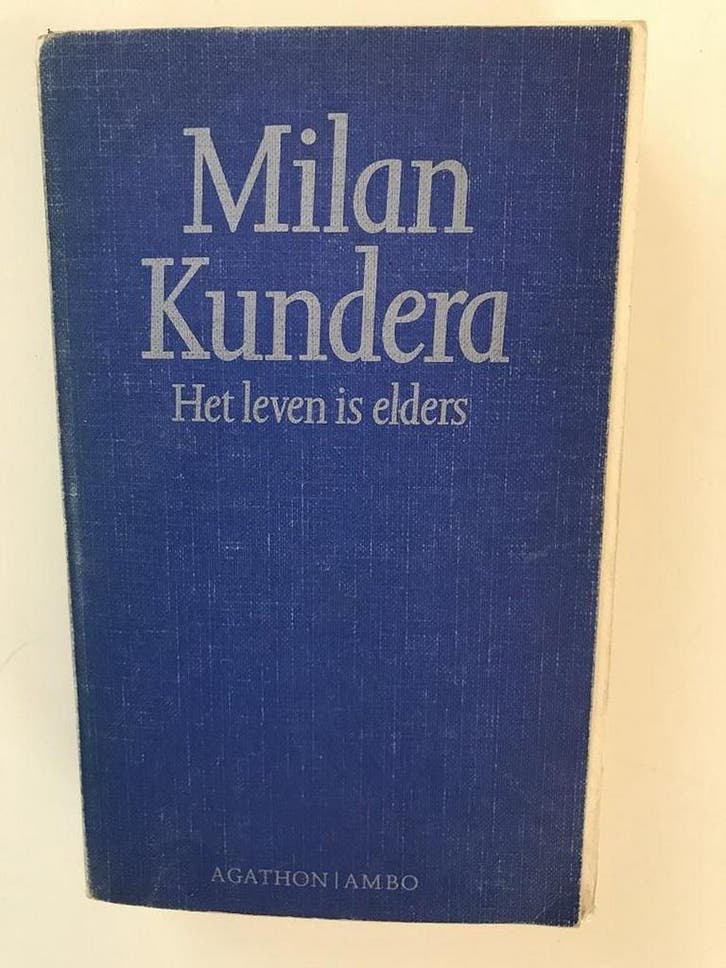 Milan
Kundera
Het leven is elders
AGATHON | AMBO